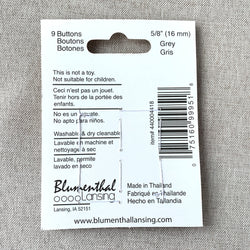 9 Buttons
Boutons
Botones
5/8" (16 mm)
Grey
Gris
This is not a toy.
Not suitable for children.
Ceci n'est pas un jouet.
Tenir hors de la portée des
enfants.
No es un juguete.
No apto para niños.
Washable & dry cleanable
Lavable en machine et
nettoyage à sec
Lavable, permite
lavado en seco
Item# 440004418
75160 99951
Blumenthal
Lansing
Lansing, IA 52151
Made in Thailand
Fabriqué en Thaïlande
Hecho en Tailandia
www.blumenthallansing.com